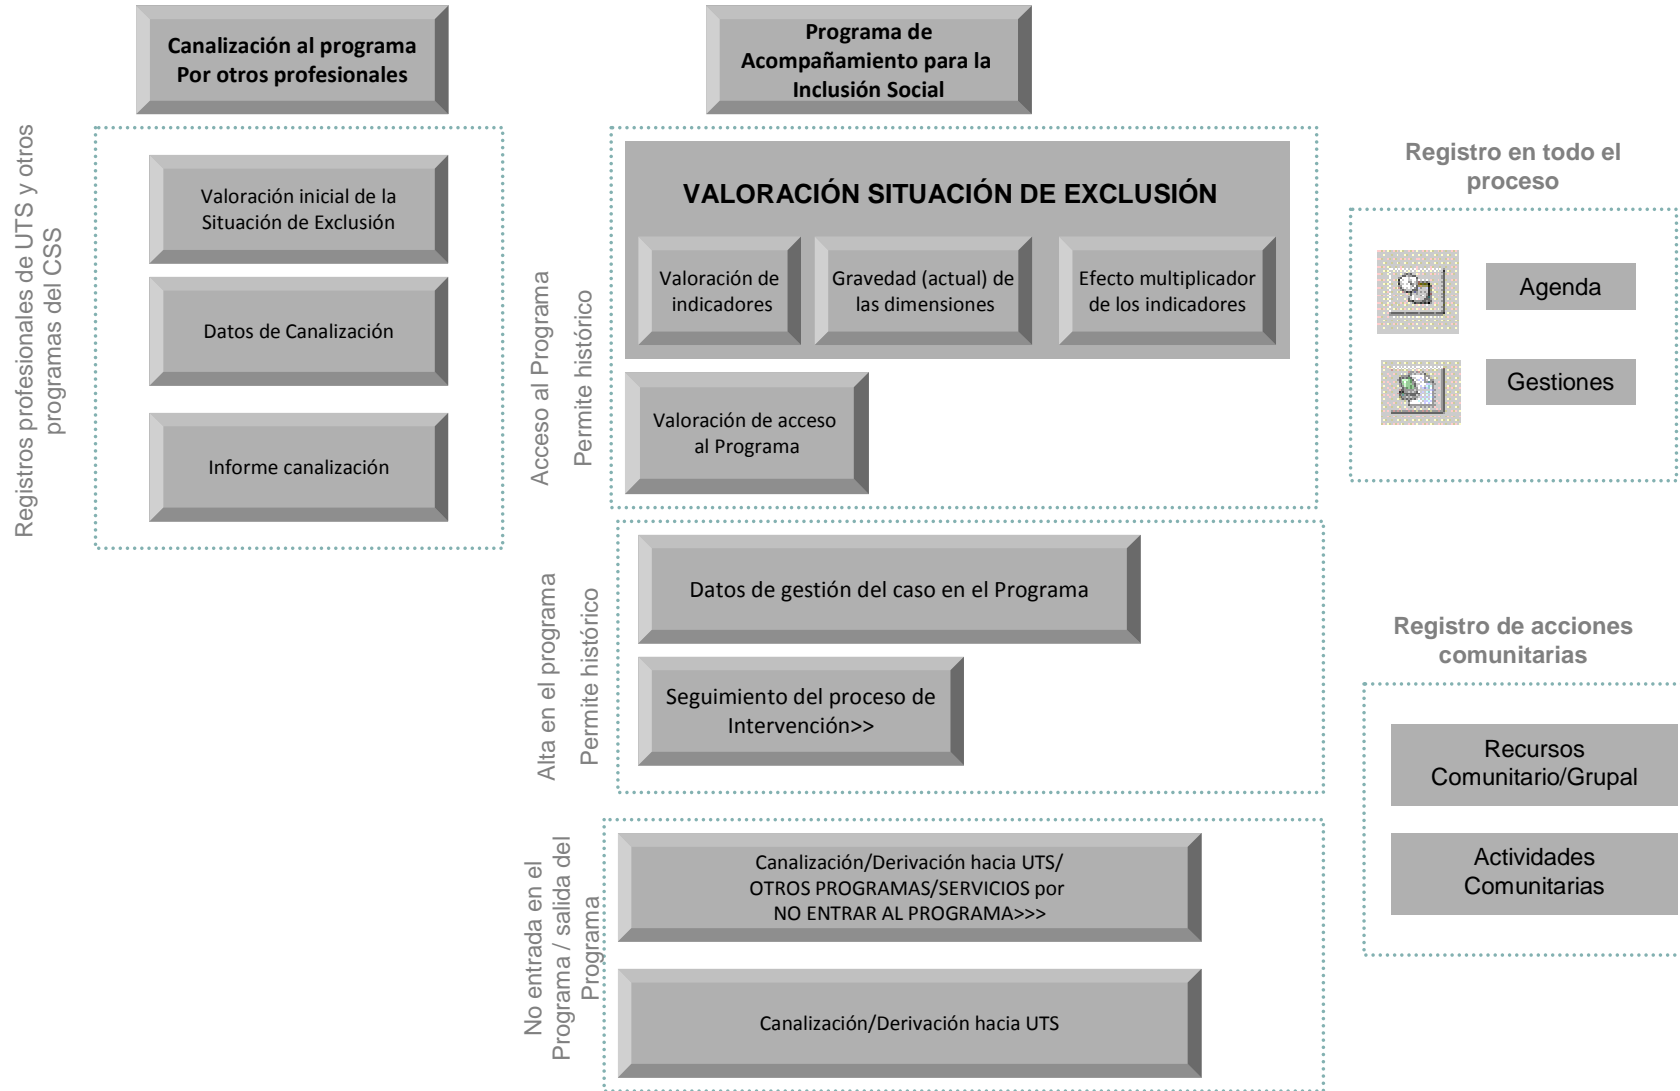 Canalización al programa
Por otros profesionales
Registros profesionales de UTS y otros
programas del CSS
Valoración inicial de la
Situación de Exclusión
Datos de Canalización
Informe canalización
Programa de
Acompañamiento para la
Inclusión Social
Acceso al Programa
Permite histórico
VALORACIÓN SITUACIÓN DE EXCLUSIÓN
Valoración de
indicadores
Gravedad (actual) de
las dimensiones
Efecto multiplicador
de los indicadores
Valoración de acceso
al Programa
Alta en el programa
Permite histórico
Datos de gestión del caso en el Programa
Seguimiento del proceso de
Intervención>>
No entrada en el
Programa / salida del
Programa
Canalización/Derivación hacia UTS/
OTROS PROGRAMAS/SERVICIOS por
NO ENTRAR AL PROGRAMA>>>
Canalización/Derivación hacia UTS
Registro en todo el
proceso
Agenda
Gestiones
Registro de acciones
comunitarias
Recursos
Comunitario/Grupal
Actividades
Comunitarias